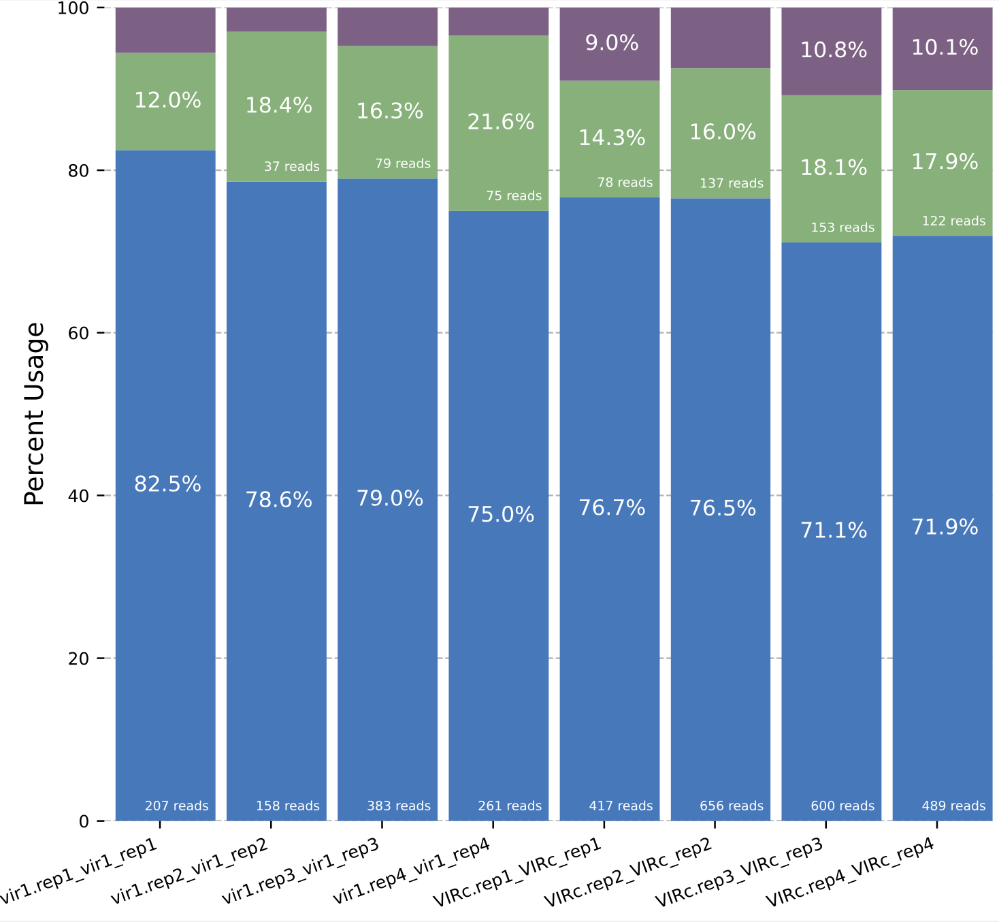 100
80
60
40
20
0
Percent Usage
9.0%
10.8%
10.1%
12.0%
18.4%
16.3%
21.6%
14.3%
16.0%
18.1%
17.9%
37 reads
79 reads
75 reads
78 reads
137 reads
153 reads
122 reads
82.5%
78.6%
79.0%
75.0%
76.7%
76.5%
71.1%
71.9%
207 reads
158 reads
383 reads
261 reads
417 reads
656 reads
600 reads
489 reads
vir1.rep1_vir1_rep1
vir1.rep2_vir1_rep2
vir1.rep3_vir1_rep3
vir1.rep4_vir1_rep4
VIRc.rep1_VIRc_rep1
VIRc.rep2_VIRc_rep2
VIRc.rep3_VIRc_rep3
VIRc.rep4_VIRc_rep4